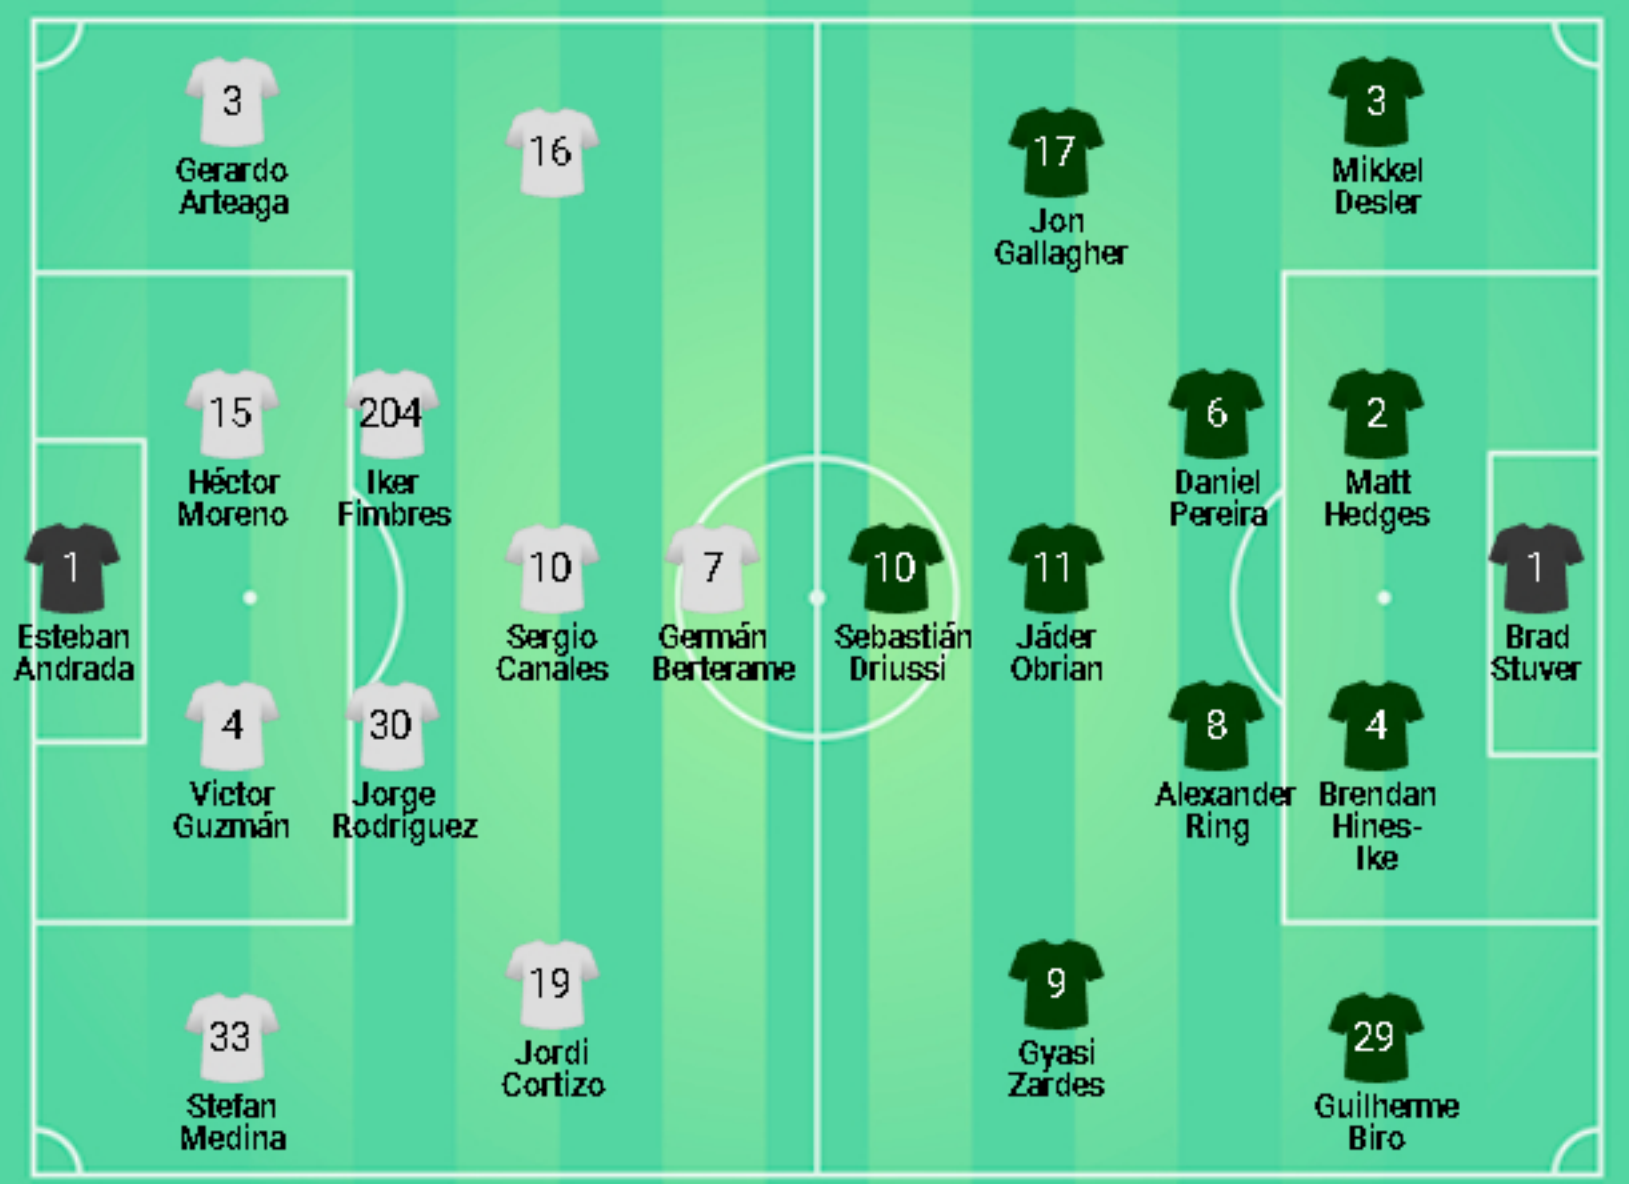 3
Gerardo
Arteaga
16
17
Jon
Gallagher
3
Mikkel
Desler
15
Héctor
Moreno
204
Iker
Fimbres
6
Daniel
Pereira
2
Matt
Hedges
1
Esteban
Andrada
10
Sergio
Canales
7
Germán
Berterame
10
Sebastián
Driussi
11
Jáder
Obrian
1
Brad
Stuver
4
Victor
Guzmán
30
Jorge
Rodríguez
8
Alexander
Ring
4
Brendan
Hines-
Ike
33
Stefan
Medina
19
Jordi
Cortizo
9
Gyasi
Zardes
29
Guilherme
Biro